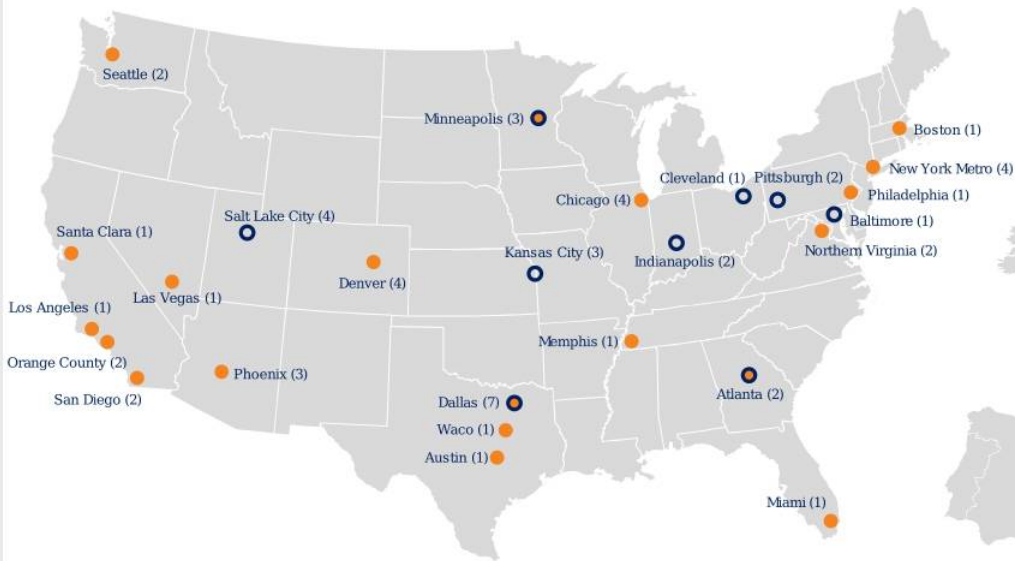 Seattle (2)
Minneapolis (3)
Boston (1)
New York Metro (4)
Cleveland (1)
Pittsburgh (2)
Philadelphia (1)
Chicago (4)
Baltimore (1)
Salt Lake City (4)
Northern Virginia (2)
Santa Clara (1)
Kansas City (3)
Indianapolis (2)
Denver (4)
Las Vegas (1)
Los Angeles (1)
Memphis (1)
Orange County (2)
Phoenix (3)
San Diego (2)
Atlanta (2)
Dallas (7)
Waco (1)
Austin (1)
Miami (1)